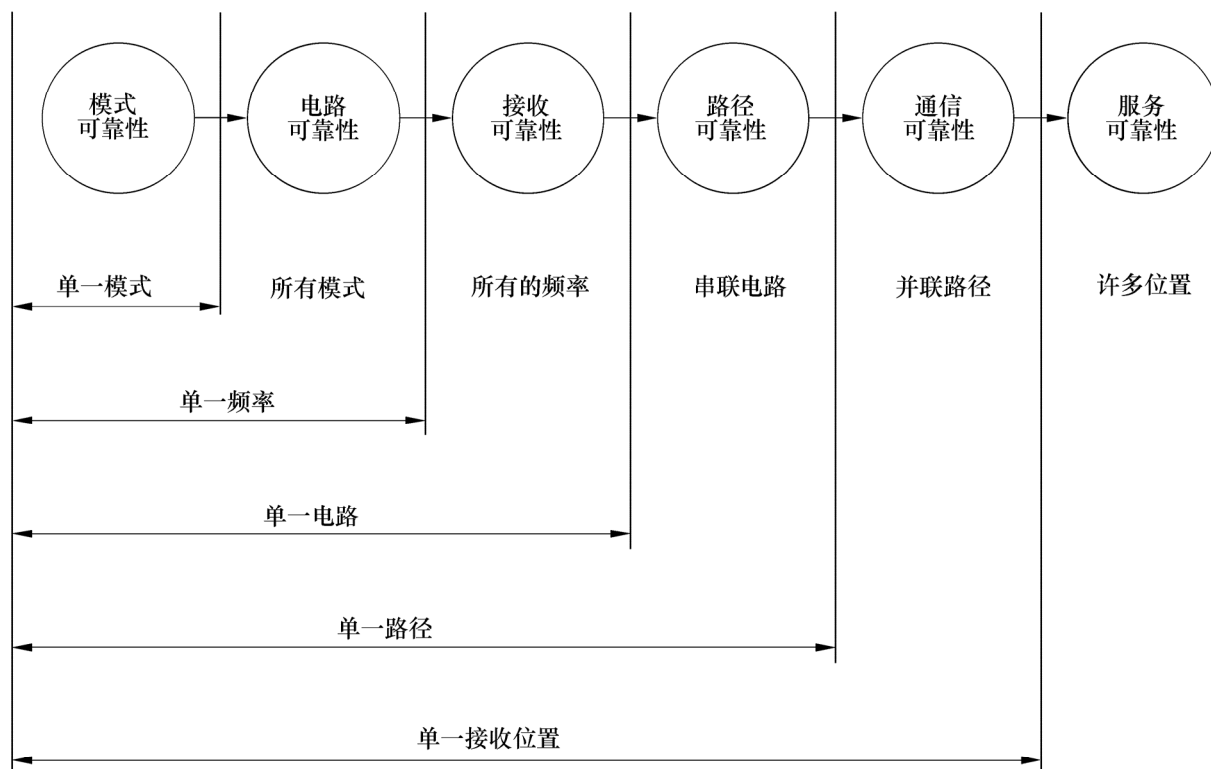 模式
可靠性
电路
可靠性
接收
可靠性
路径
可靠性
通信
可靠性
服务
可靠性
单一模式
所有模式
所有的频率
串联电路
并联路径
许多位置
单一频率
单一电路
单一路径
单一接收位置